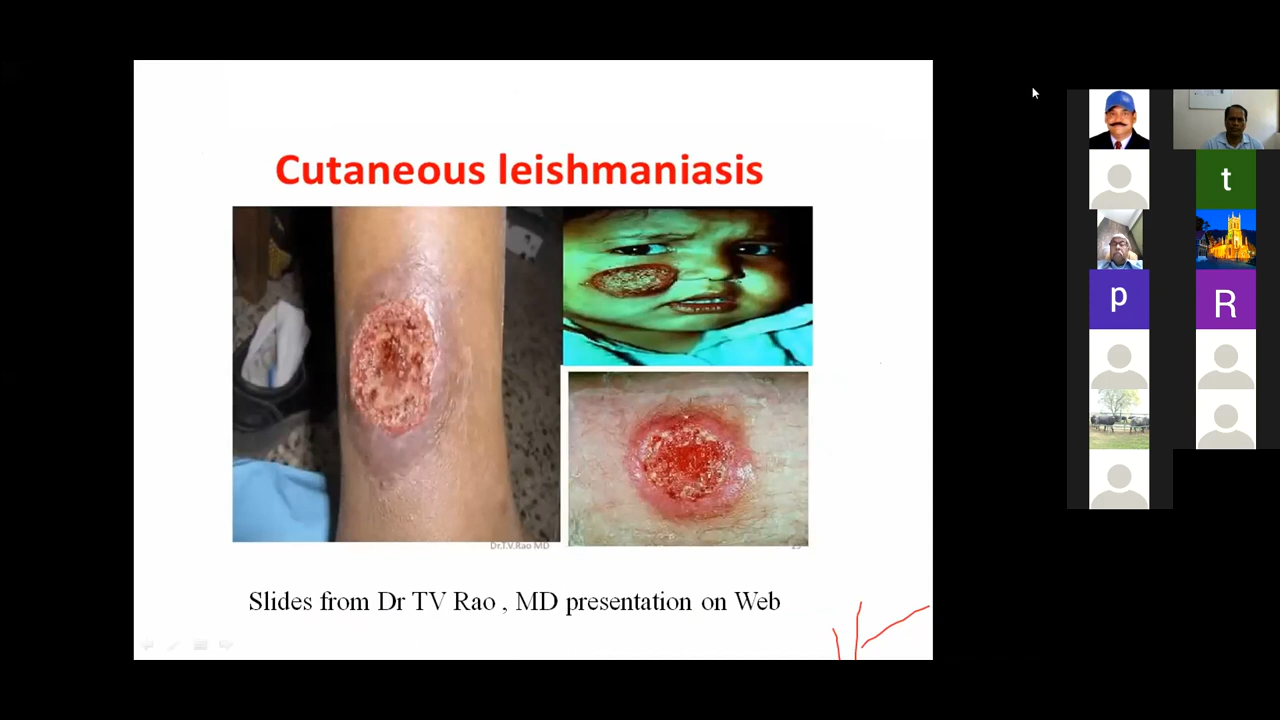 Cutaneous leishmaniasis
Dr.T.V.Rao MD
Slides from Dr TV Rao , MD presentation on Web
t
p
R